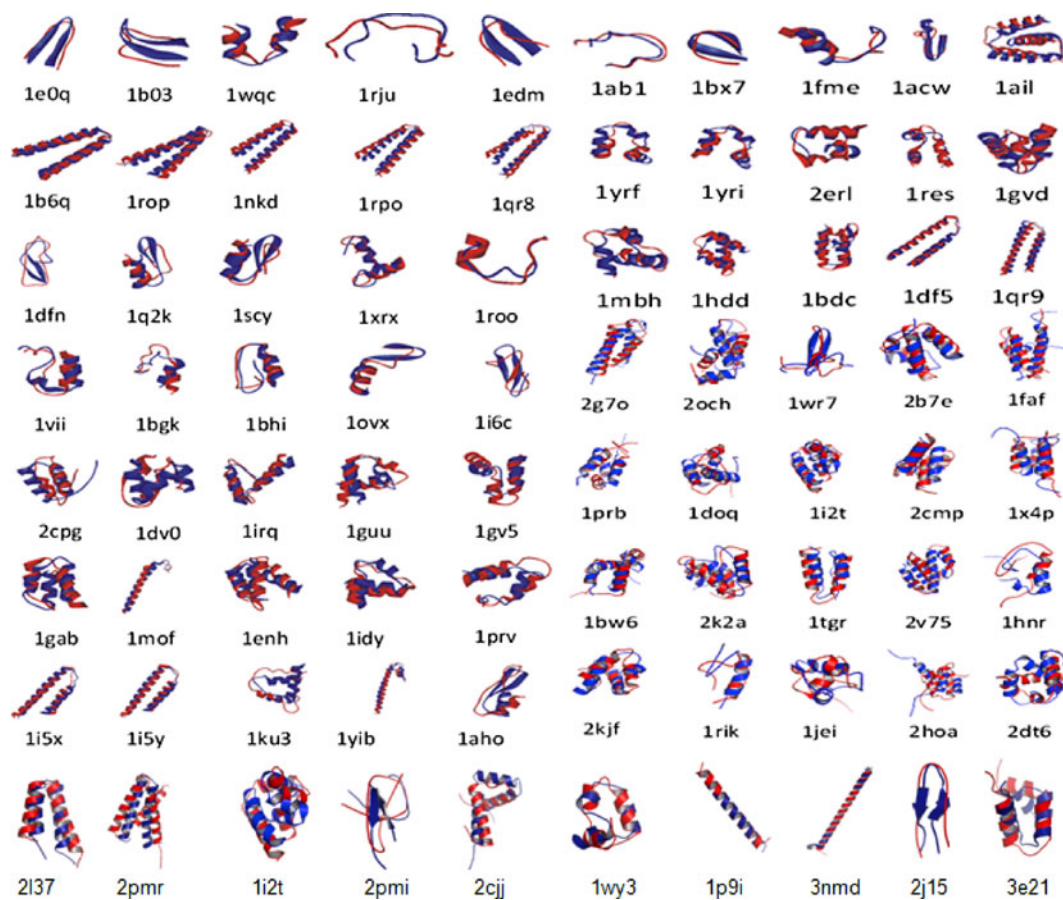 1e0q 1b03 1wqc 1rju 1edm 1ab1 1bx7 1fme 1acw 1ail
1b6q 1rop 1nkd 1rpo 1qr8 1yrf 1yri 2erl 1res 1gvd
1dfn 1q2k 1scy 1xrx 1roo 1mbh 1hdd 1bdc 1df5 1qr9
1vii 1bgk 1bhi 1ovx 1i6c 2g7o 2och 1wr7 2b7e 1faf
2cpg 1dv0 1irq 1guu 1gv5 1prb 1doq 1i2t 2cmp 1x4p
1gab 1mof 1enh 1idy 1prv 1bw6 2k2a 1tgr 2v75 1hnr
1i5x 1i5y 1ku3 1yib 1aho 2kjf 1rik 1jei 2hoa 2dt6
2l37 2pmr 1i2t 2pmi 2cjj 1wy3 1p9i 3nmd 2j15 3e21